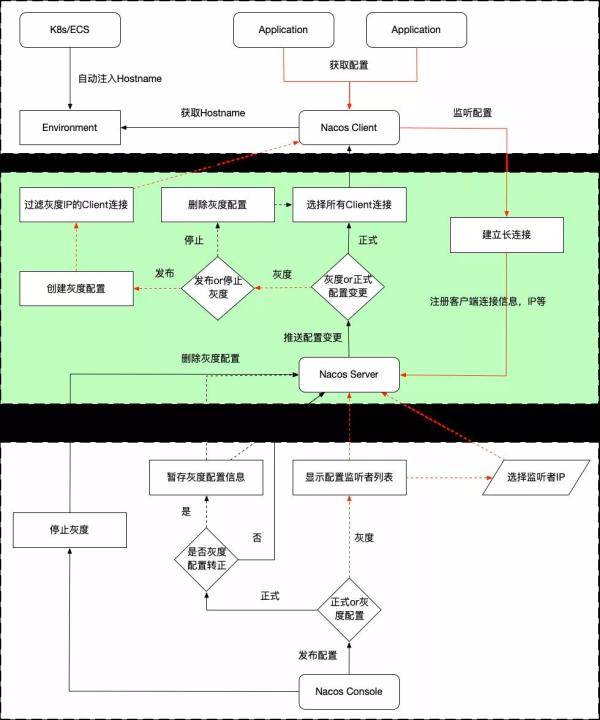 K8s/ECS
Application
Application
获取配置
自动注入Hostname
获取Hostname
监听配置
Environment
Nacos Client
过滤灰度IP的Client连接
删除灰度配置
选择所有Client连接
停止
正式
建立长连接
发布
灰度
创建灰度配置
发布or停止
灰度
灰度or正式
配置变更
注册客户端连接信息，IP等
推送配置变更
删除灰度配置
Nacos Server
暂存灰度配置信息
显示配置监听者列表
选择监听者IP
是
停止灰度
否
灰度
是否灰度
配置转正
正式
正式or灰
度配置
发布配置
Nacos Console